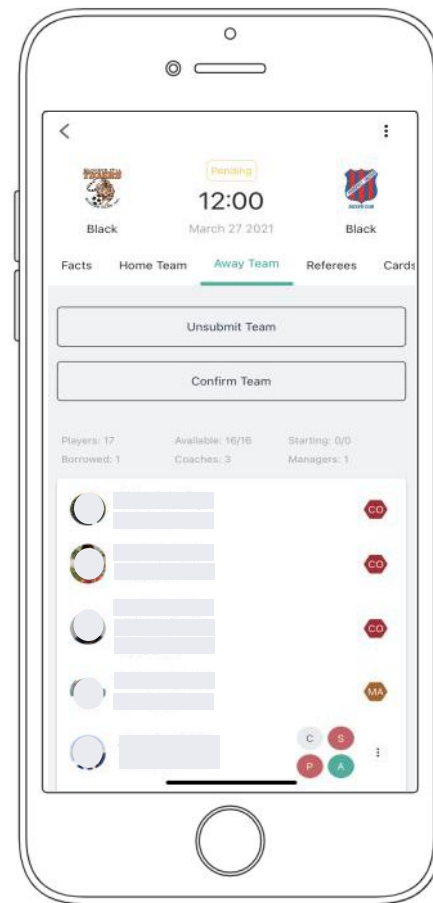 Pending
12:00
Black
March 27 2021
Black
Facts Home Team Away Team Referees Cards
Unsubmit Team
Confirm Team
Players: 17 Available: 16/16 Starting: 0/0
Borrowed: 1 Coaches: 3 Managers: 1
CO
CO
CO
MA
C S
P A